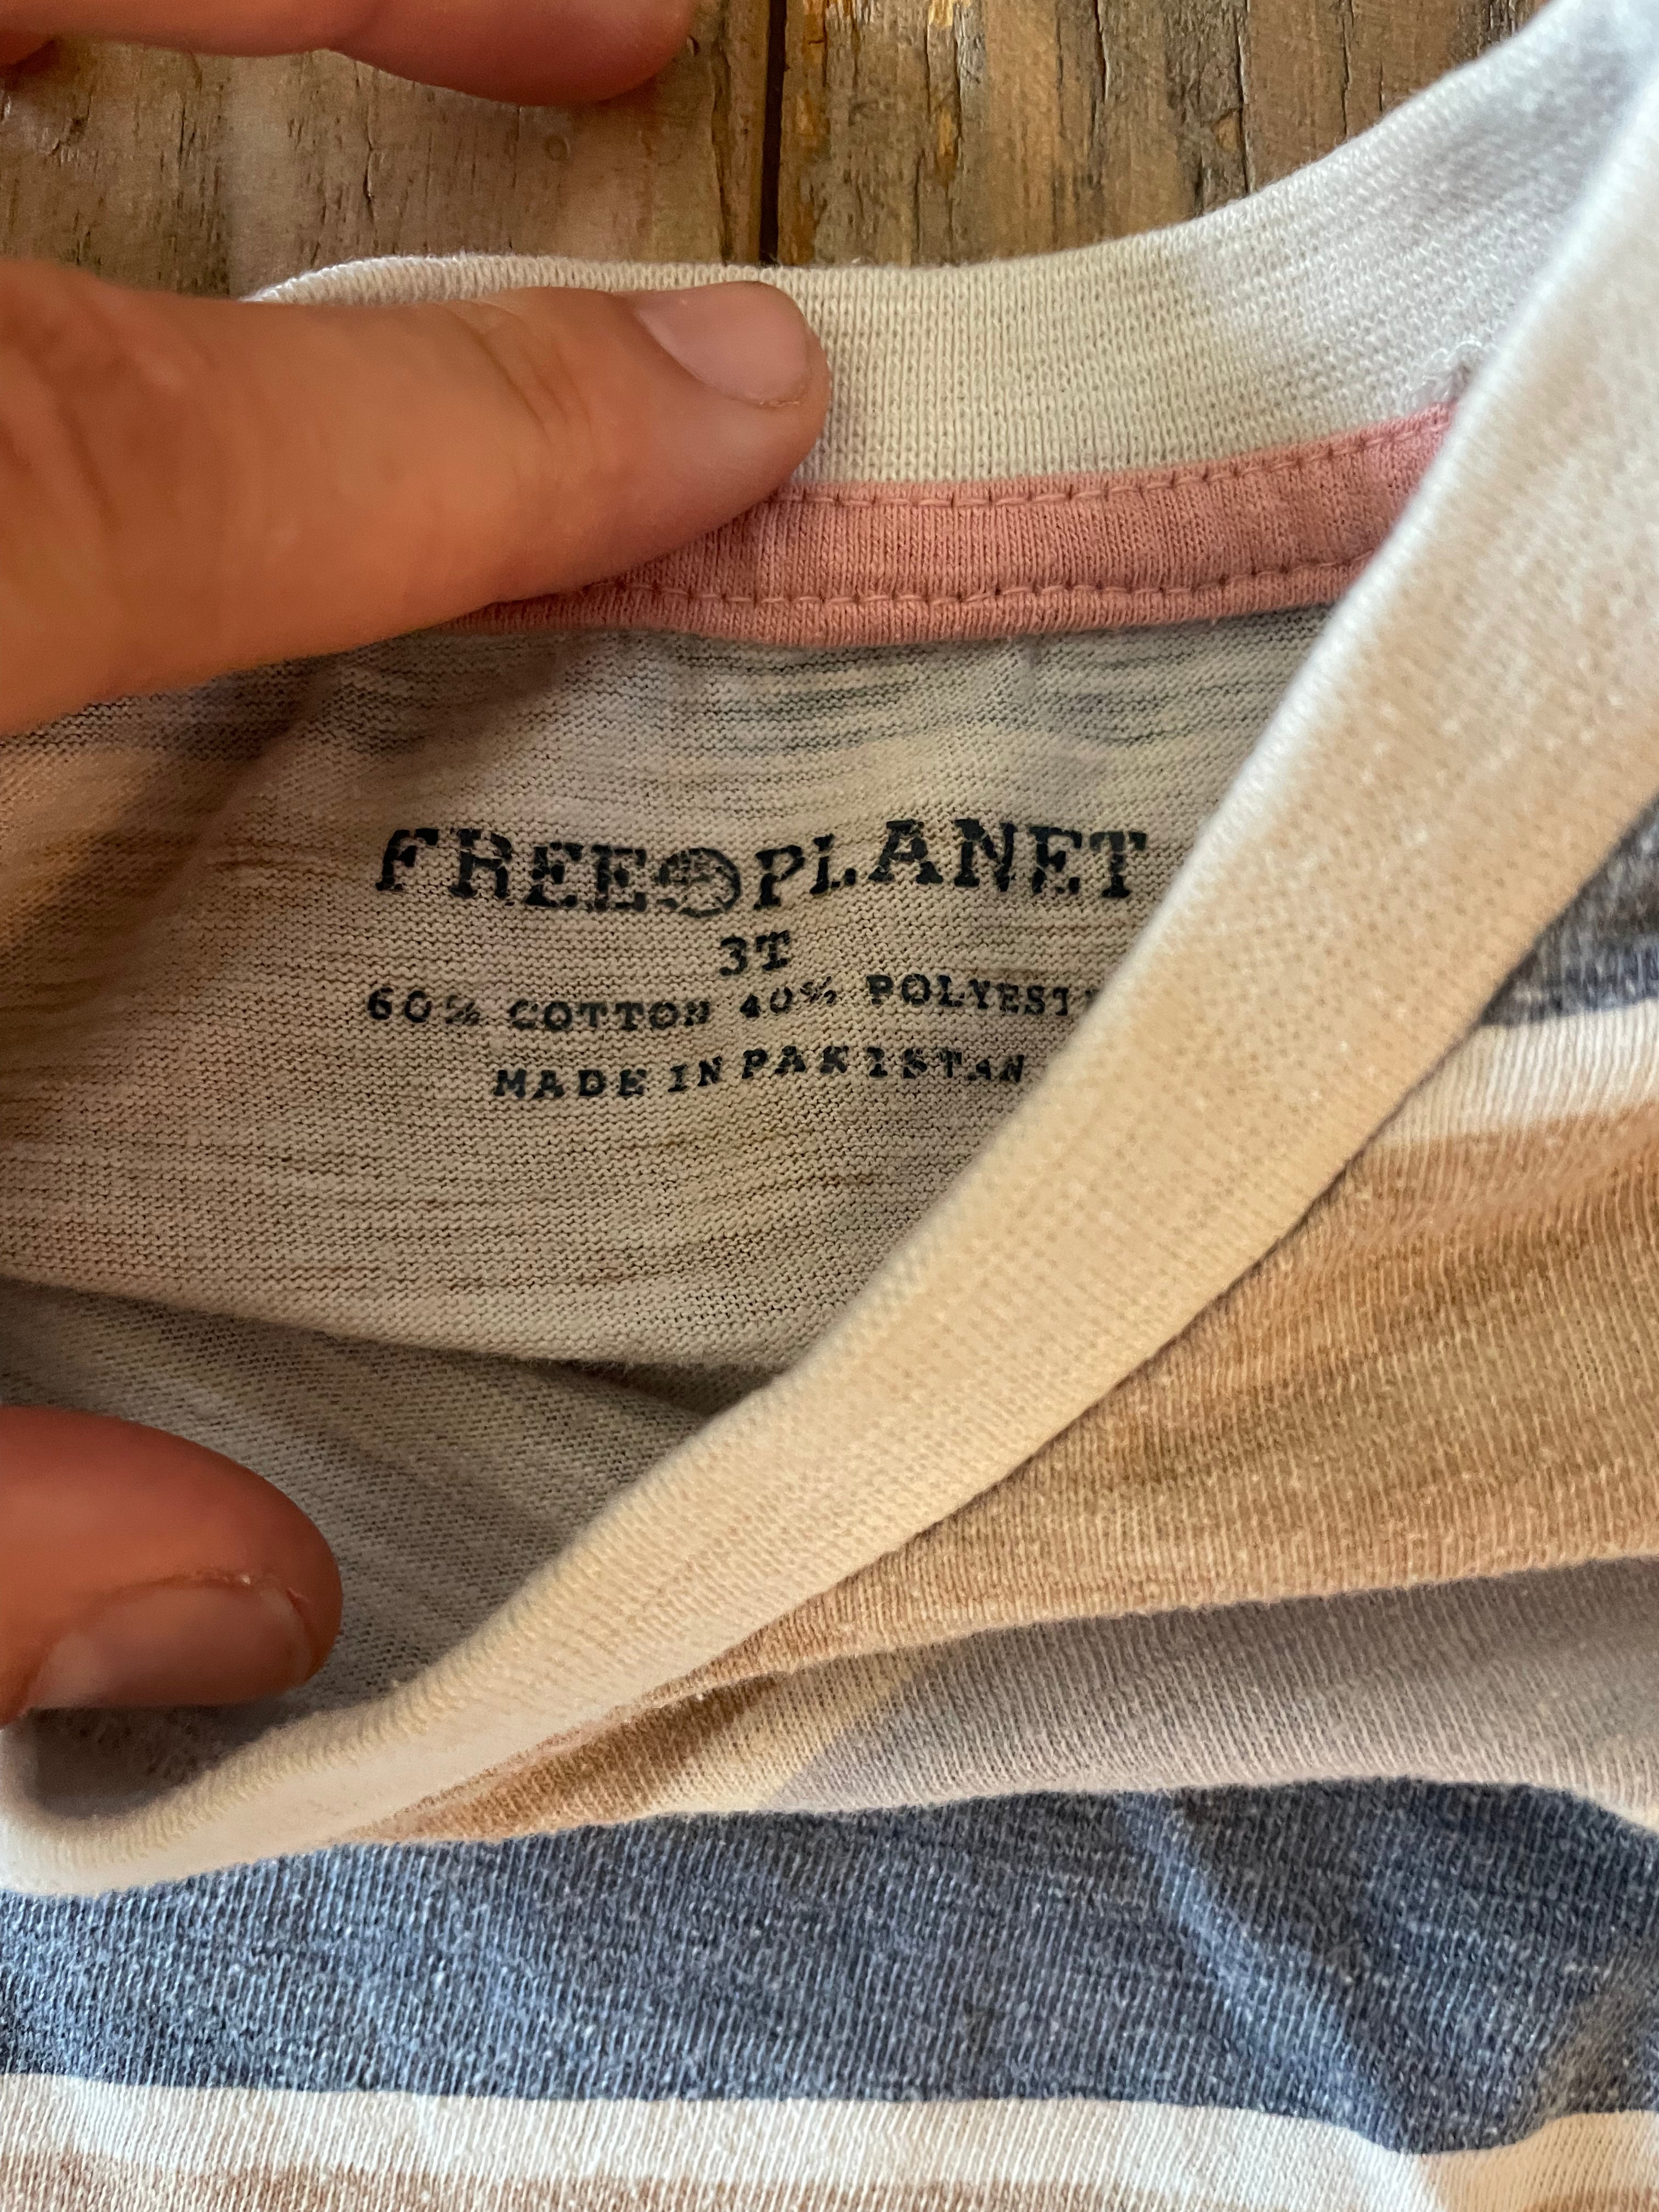 FREE PLANET
3T
60% COTTON 40% POLYEST
MADE IN PAKISTAN